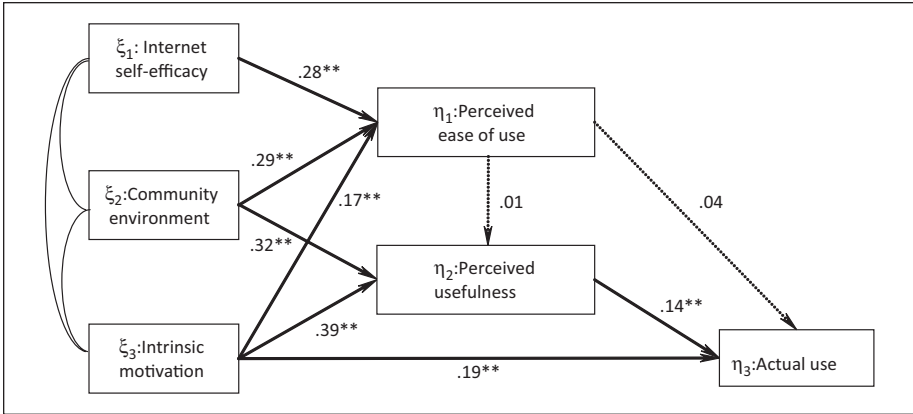 ξ1: Internet
self-efficacy
.28**
η1:Perceived
ease of use
.29**
ξ2:Community
environment
.17**
.01
.04
.32**
η2:Perceived
usefulness
.14**
.39**
ξ3:Intrinsic
motivation
.19**
η3:Actual use